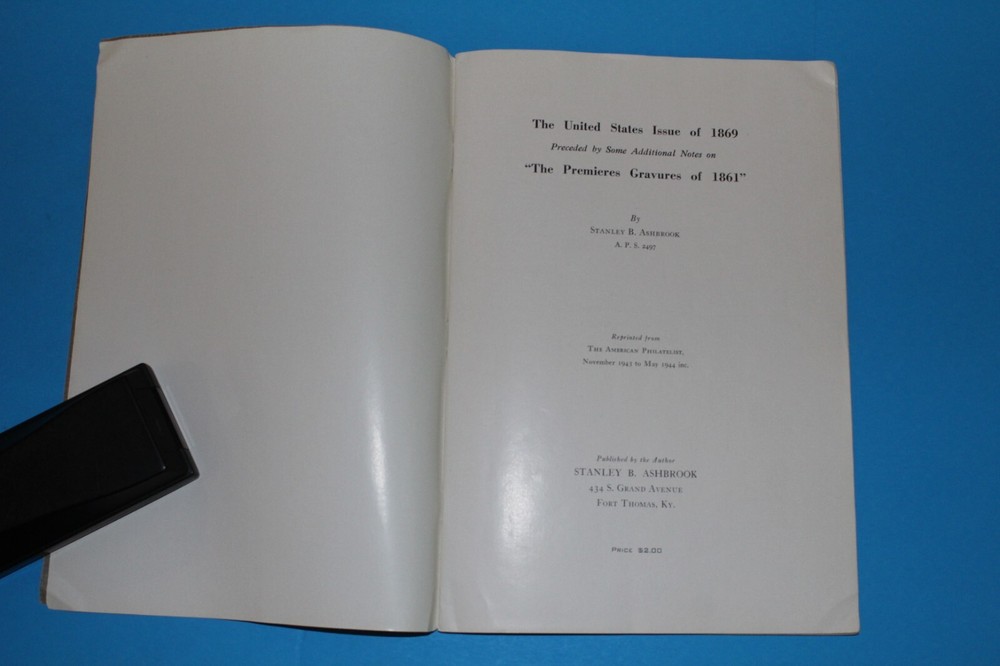 The United States Issue of 1869
Preceded by Some Additional Notes on
"The Premieres Gravures of 1861"
By
Stanley B. Ashbrook
A. P. S. 2497
Reprinted from
The American Philatelist,
November 1943 to May 1944 inc.
Published by the Author
STANLEY B. ASHBROOK
434 S. Grand Avenue
Fort Thomas, Ky.
Price $2.00